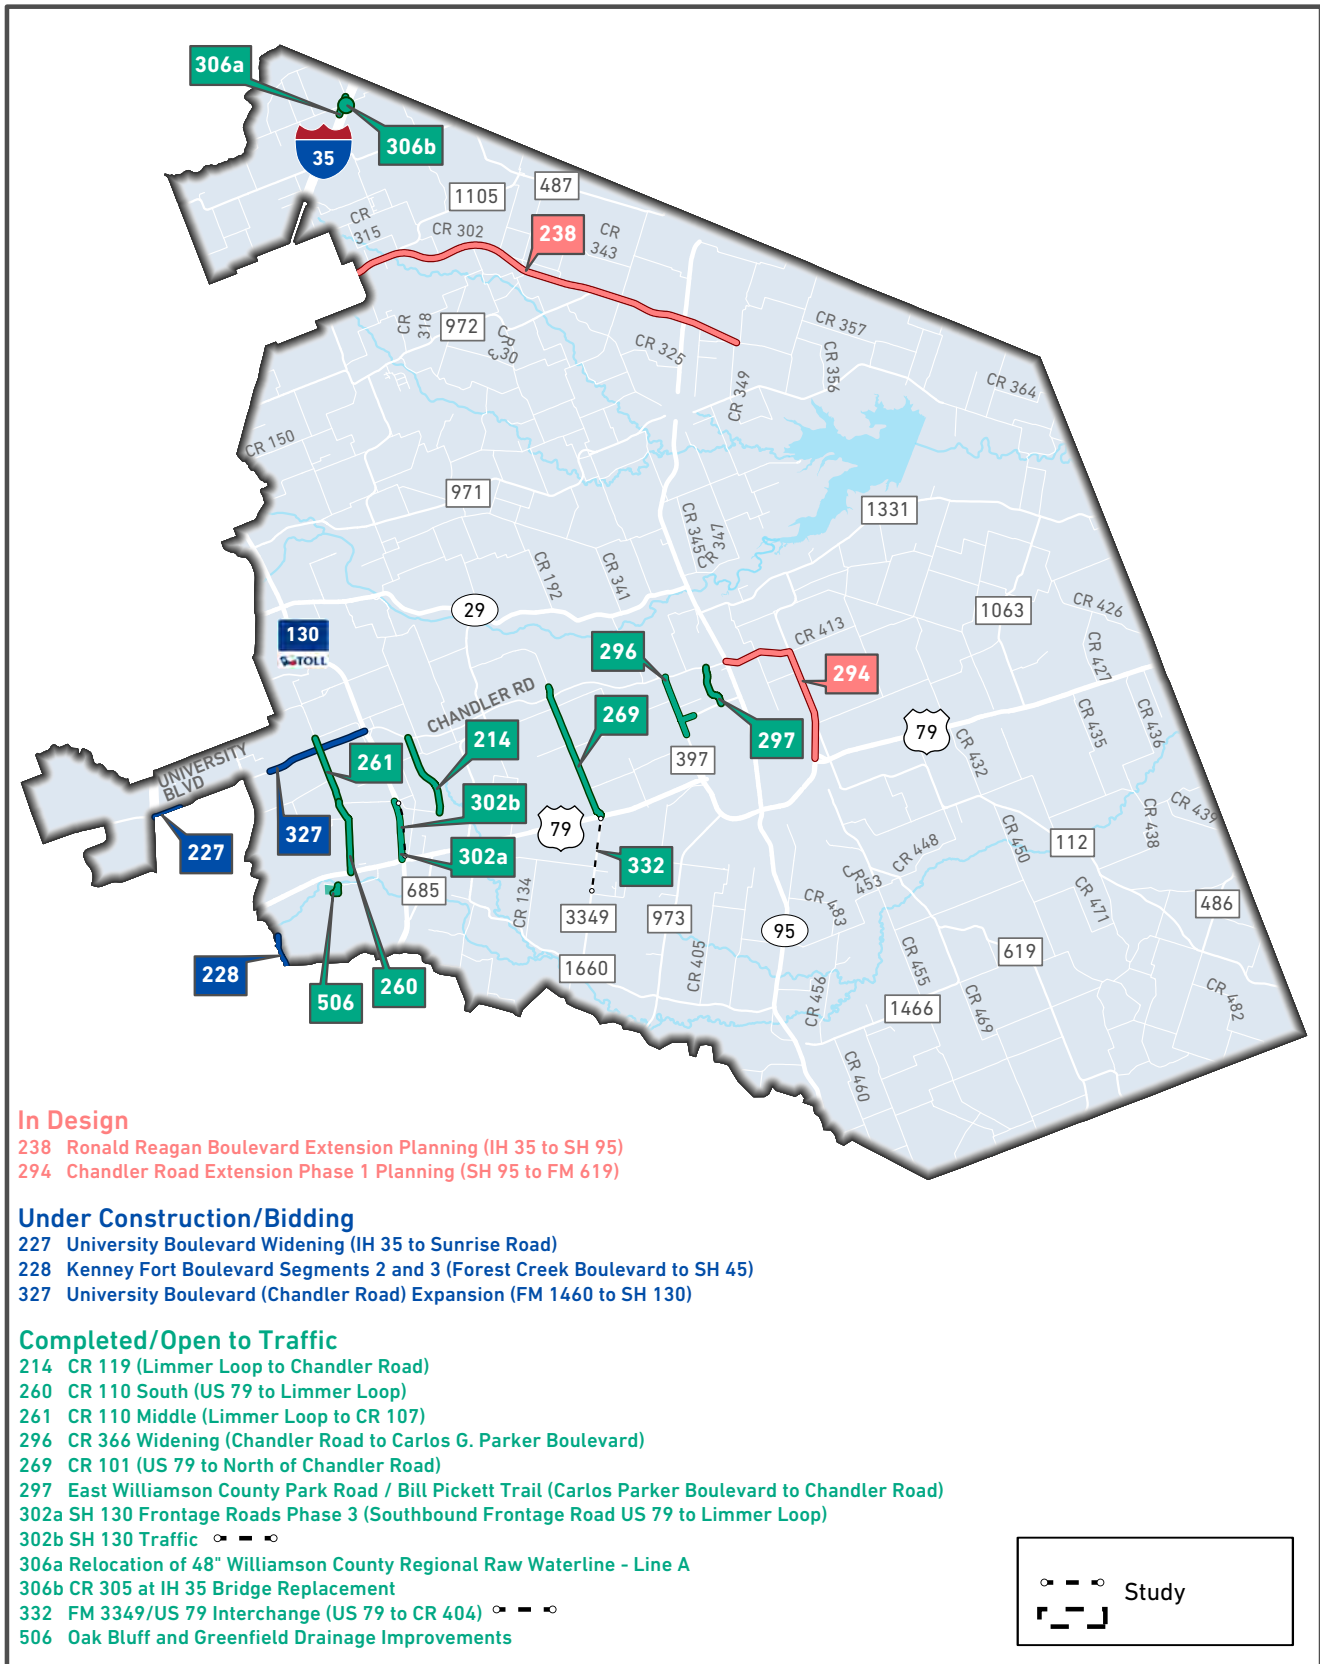 306a
306b
35
1105
487
CR 315
CR 302
238
CR 343
CR 318
972
CR 330
CR 325
CR 357
CR 356
CR 349
CR 364
CR 150
971
1331
CR 345
CR 347
CR 192
CR 341
29
1063
CR 426
130
TOLL
296
CR 413
CR 427
294
CHANDLER RD
269
214
297
79
CR 432
CR 435
CR 436
397
UNIVERSITY BLVD
261
302b
327
79
227
302a
332
CR 439
CR 438
CR 450
112
CR 448
CR 453
685
CR 134
3349
973
CR 483
CR 471
486
95
228
1660
CR 405
CR 455
619
506
260
CR 456
1466
CR 469
CR 482
CR 460
In Design
238 Ronald Reagan Boulevard Extension Planning (IH 35 to SH 95)
294 Chandler Road Extension Phase 1 Planning (SH 95 to FM 619)
Under Construction/Bidding
227 University Boulevard Widening (IH 35 to Sunrise Road)
228 Kenney Fort Boulevard Segments 2 and 3 (Forest Creek Boulevard to SH 45)
327 University Boulevard (Chandler Road) Expansion (FM 1460 to SH 130)
Completed/Open to Traffic
214 CR 119 (Limmer Loop to Chandler Road)
260 CR 110 South (US 79 to Limmer Loop)
261 CR 110 Middle (Limmer Loop to CR 107)
296 CR 366 Widening (Chandler Road to Carlos G. Parker Boulevard)
269 CR 101 (US 79 to North of Chandler Road)
297 East Williamson County Park Road / Bill Pickett Trail (Carlos Parker Boulevard to Chandler Road)
302a SH 130 Frontage Roads Phase 3 (Southbound Frontage Road US 79 to Limmer Loop)
302b SH 130 Traffic
306a Relocation of 48" Williamson County Regional Raw Waterline - Line A
306b CR 305 at IH 35 Bridge Replacement
332 FM 3349/US 79 Interchange (US 79 to CR 404)
506 Oak Bluff and Greenfield Drainage Improvements
Study